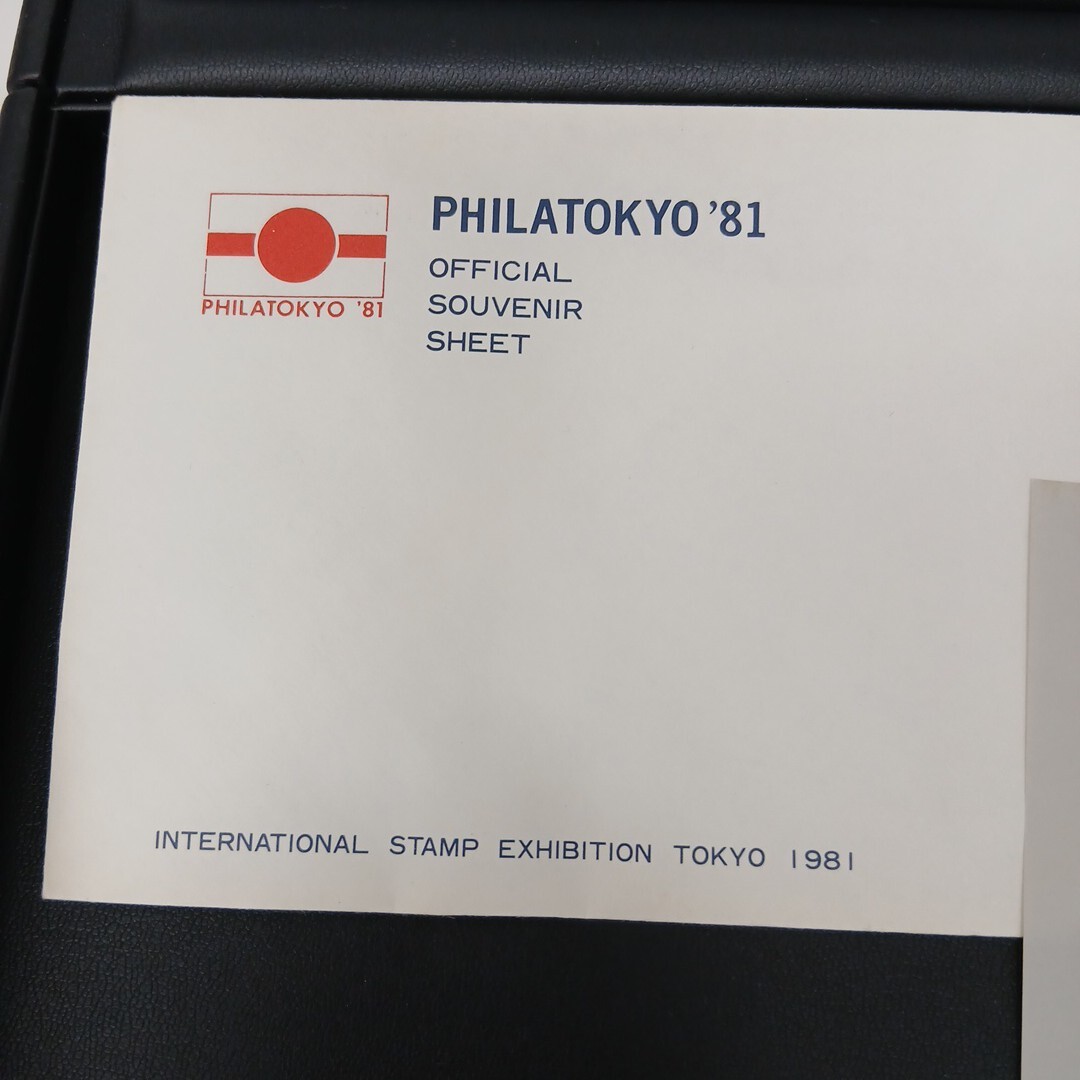 PHILATOKYO '81
PHILATOKYO '81
OFFICIAL
SOUVENIR
SHEET
INTERNATIONAL STAMP EXHIBITION TOKYO 1981